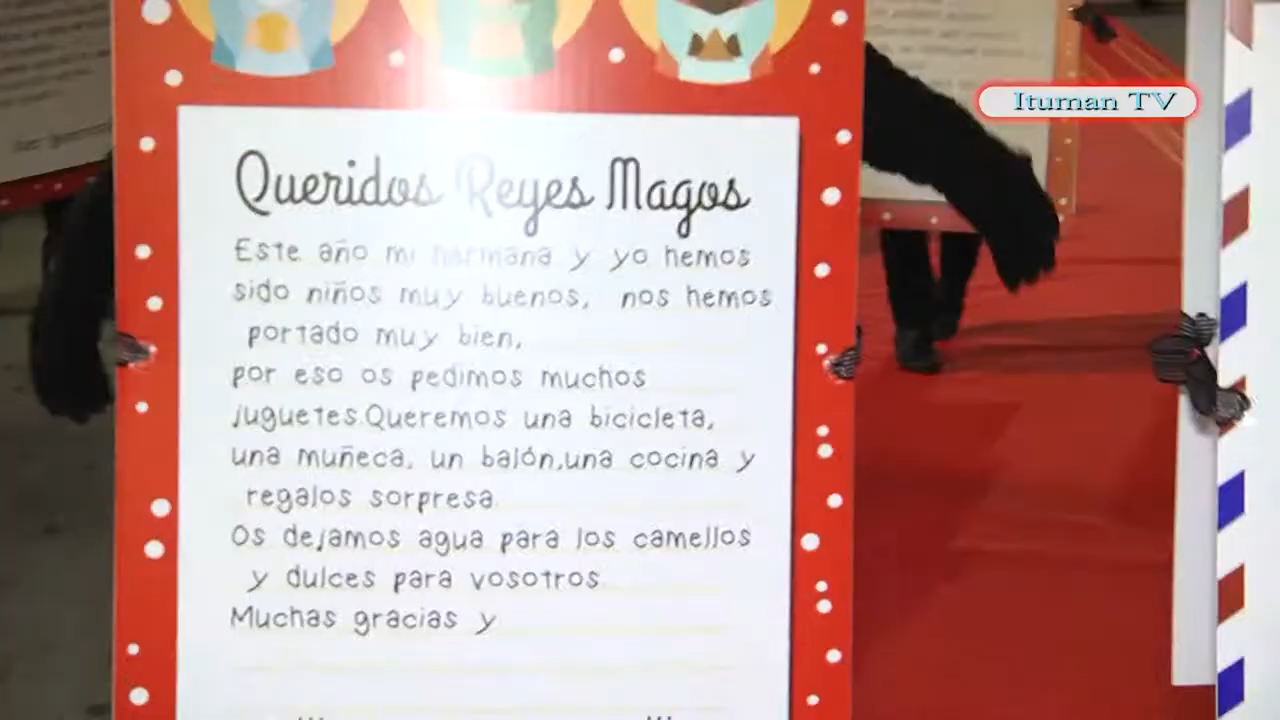 Ituman TV
Queridos Reyes Magos
Este año mi hermana y yo hemos
sido niños muy buenos, nos hemos
portado muy bien,
por eso os pedimos muchos
juguetes.Queremos una bicicleta,
una muñeca, un balón,una cocina y
regalos sorpresa.
Os dejamos agua para los camellos
y dulces para vosotros.
Muchas gracias y